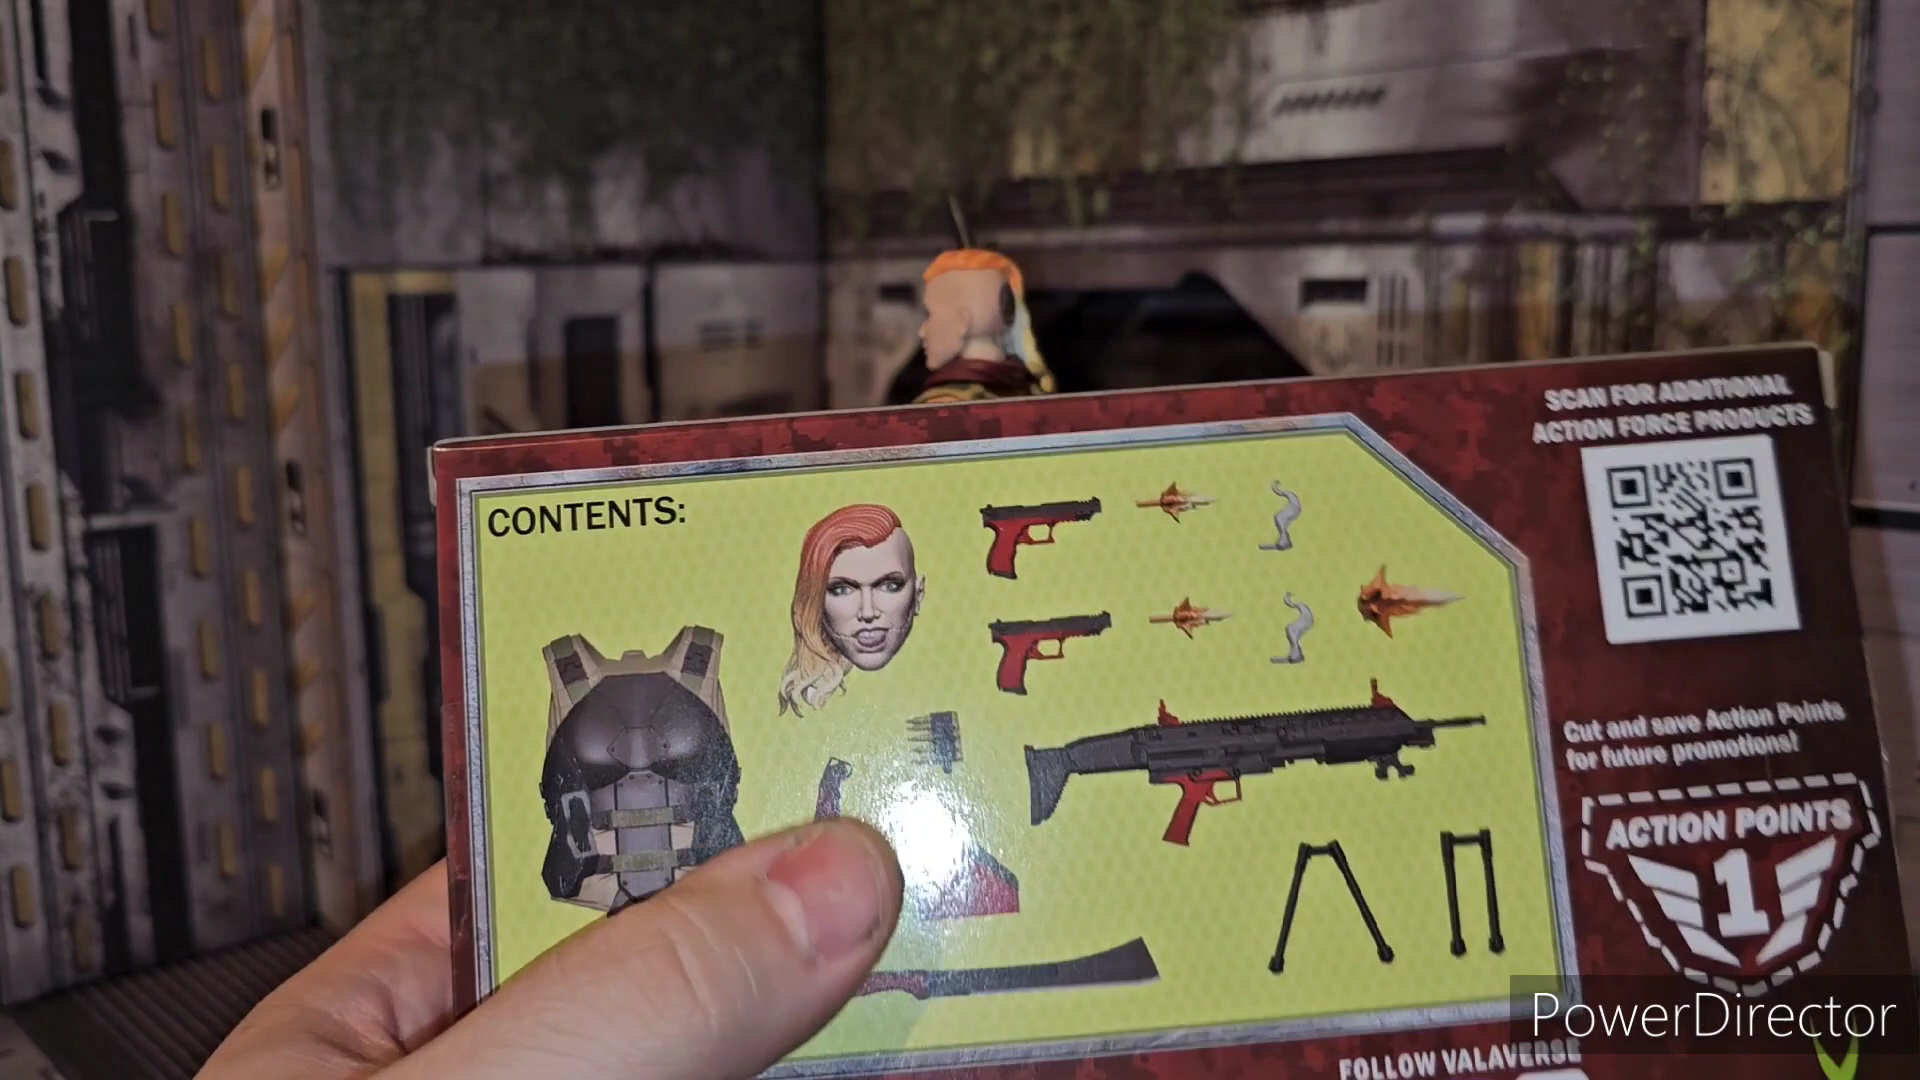 CONTENTS:
SCAN FOR ADDITIONAL
ACTION FORCE PRODUCTS
Cut and save Action Points
for future promotions!
ACTION POINTS
1
FOLLOW VALAVERSE
PowerDirector